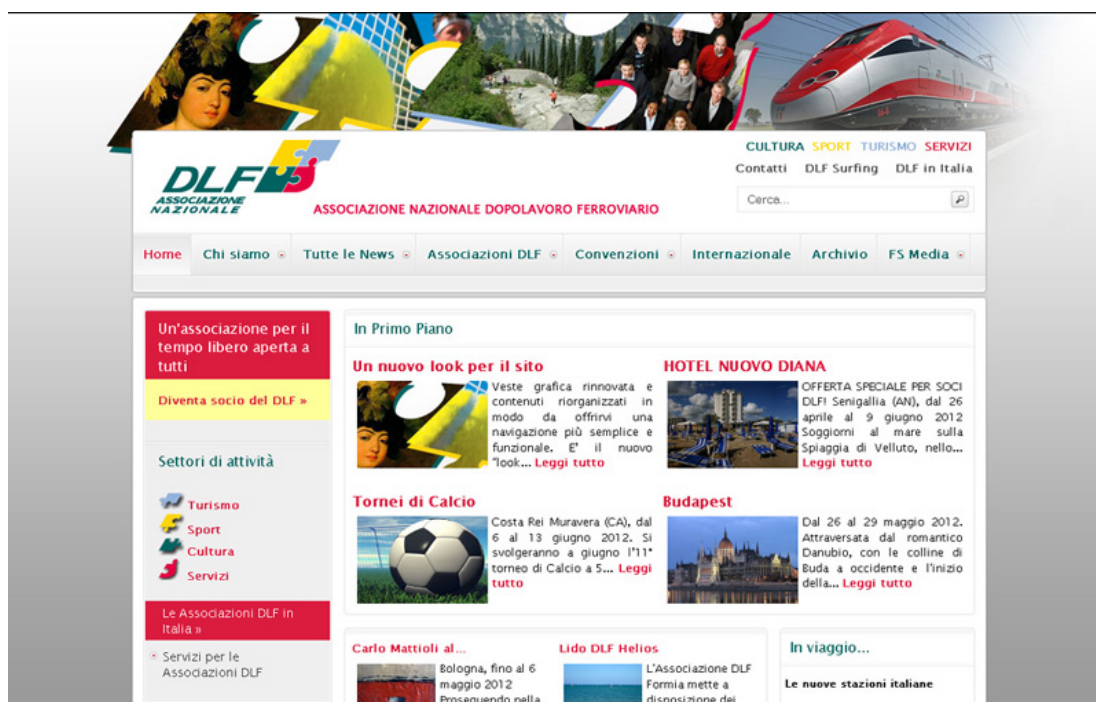 CULTURA SPORT TURISMO SERVIZI
Contatti DLF Surfing DLF in Italia
DLF
ASSOCIAZIONE
NAZIONALE
ASSOCIAZIONE NAZIONALE DOPOLAVORO FERROVIARIO
Cerca...
Home Chi siamo Tutte le News Associazioni DLF Convenzioni Internazionale Archivio FS Media
Un'associazione per il
tempo libero aperta a
tutti
Diventa socio del DLF »
Settori di attività
Turismo
Sport
Cultura
Servizi
Le Associazioni DLF in
Italia »
Servizi per le
Associazioni DLF
In Primo Piano
Un nuovo look per il sito
Veste grafica rinnovata e
contenuti riorganizzati in
modo da offrirvi una
navigazione più semplice e
funzionale. E' il nuovo
"look... Leggi tutto
HOTEL NUOVO DIANA
OFFERTA SPECIALE PER SOCI
DLF! Senigallia (AN), dal 26
aprile al 9 giugno 2012
Soggiorni al mare sulla
Spiaggia di Velluto, nello...
Leggi tutto
Tornei di Calcio
Costa Rei Muravera (CA), dal
6 al 13 giugno 2012. Si
svolgeranno a giugno l'11°
torneo di Calcio a 5... Leggi
tutto
Budapest
Dal 26 al 29 maggio 2012.
Attraversata dal romantico
Danubio, con le colline di
Buda a occidente e l'inizio
della... Leggi tutto
Carlo Mattioli al...
Bologna, fino al 6
maggio 2012
Proseguendo nella
Lido DLF Helios
L'Associazione DLF
Formia mette a
disposizione dei
In viaggio...
Le nuove stazioni italiane